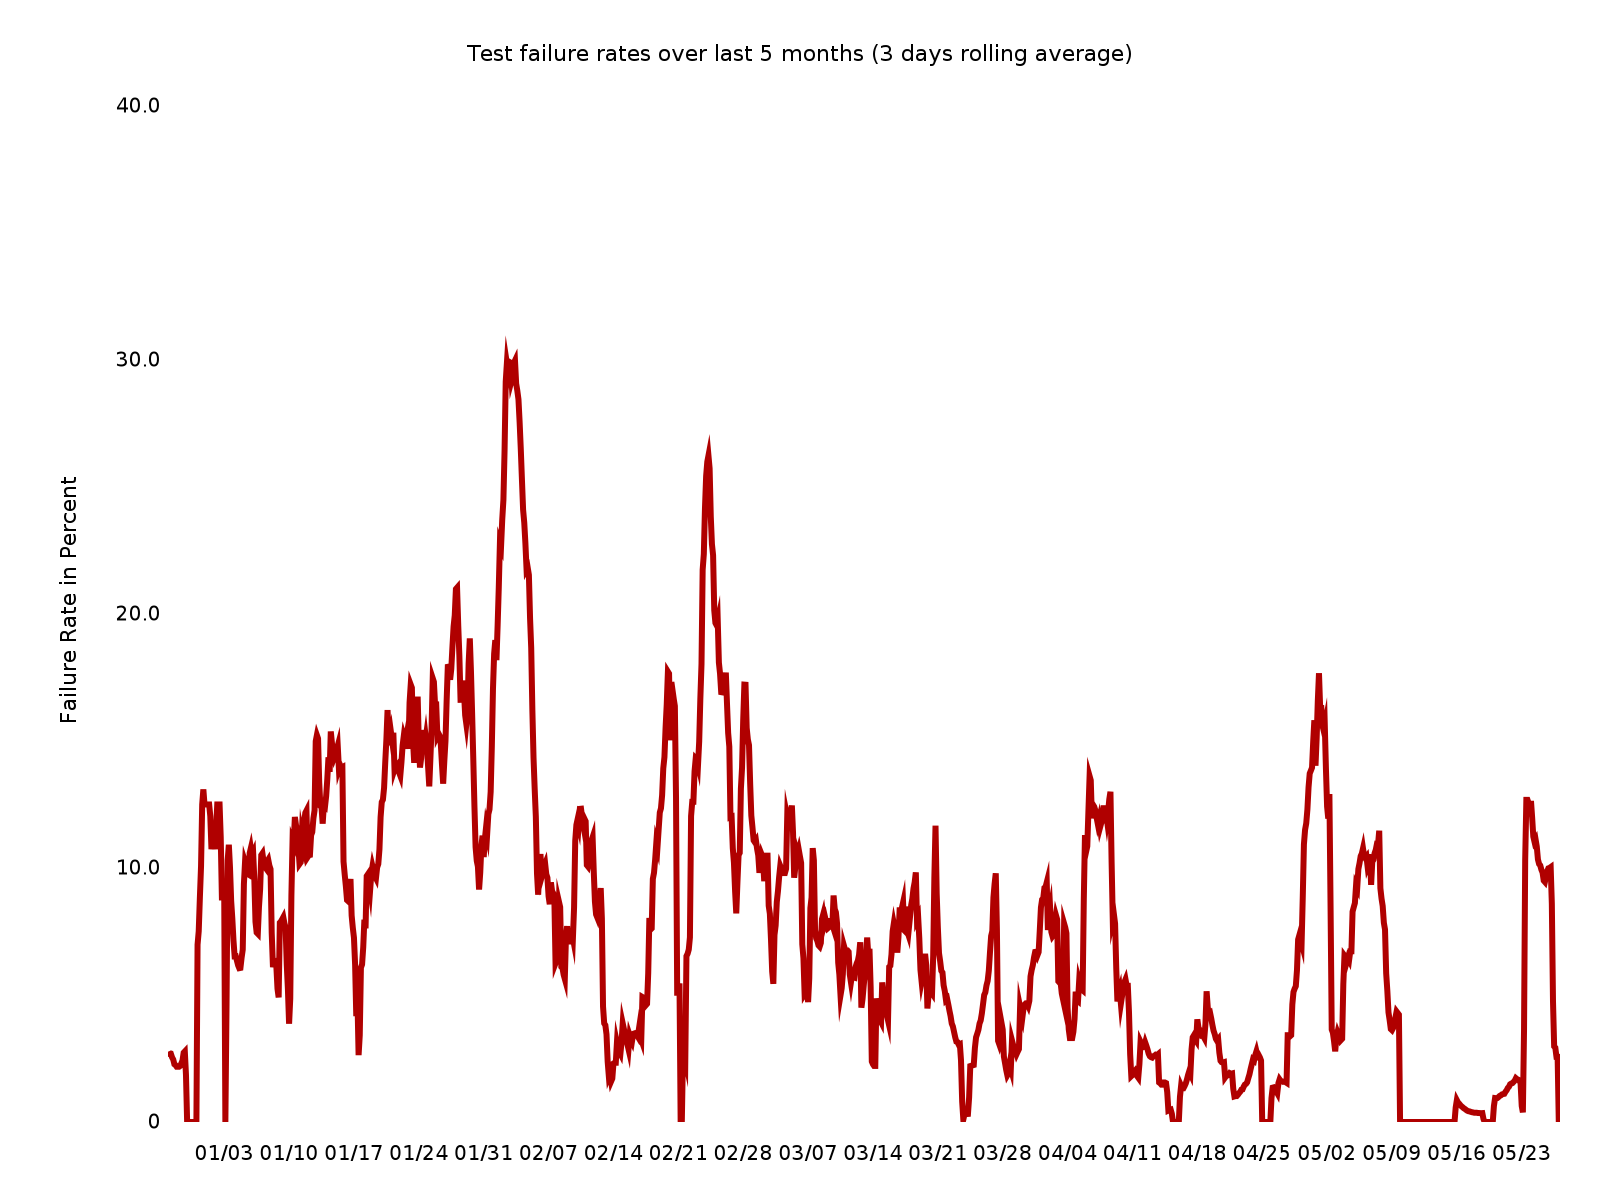 Test failure rates over last 5 months (3 days rolling average)
40.0
30.0
20.0
10.0
0
Failure Rate in Percent
01/03 01/10 01/17 01/24 01/31 02/07 02/14 02/21 02/28 03/07 03/14 03/21 03/28 04/04 04/11 04/18 04/25 05/02 05/09 05/16 05/23